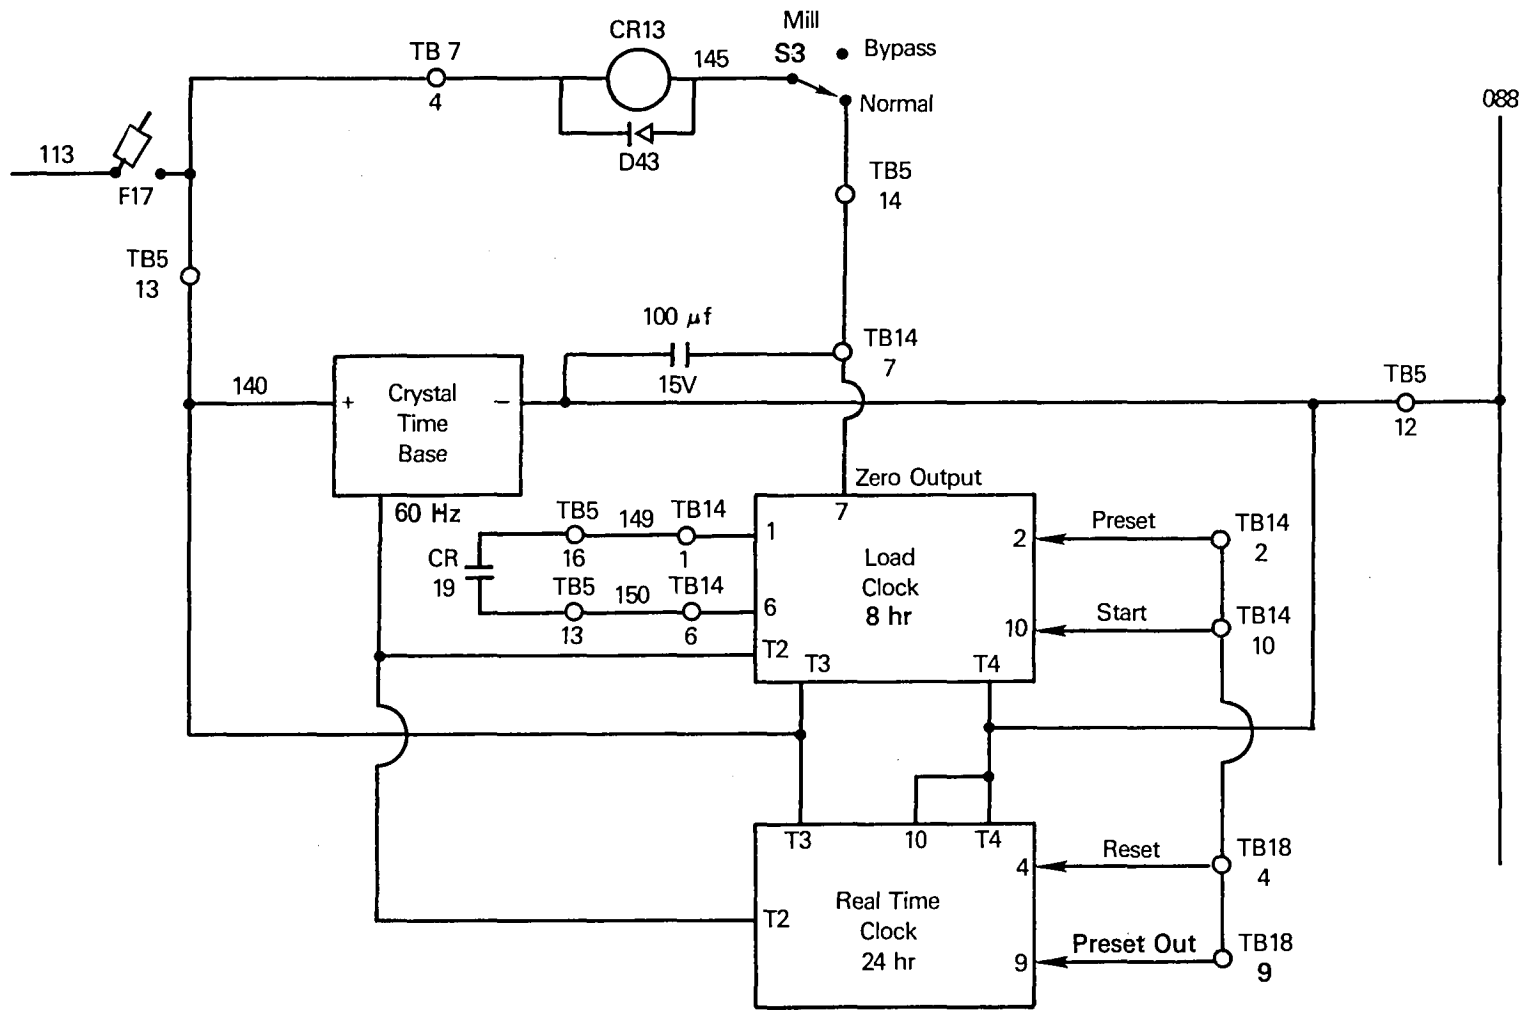 Mill
S3
Bypass
Normal
CR13
TB 7
4
145
D43
088
113
F17
TB5
14
TB5
13
100 µf
15V
TB14
7
140
+
Crystal
Time
Base
−
TB5
12
60 Hz
Zero Output
7
TB5
149
TB14
16
1
1
CR
19
TB5
150
TB14
13
6
6
T2
Load
Clock
8 hr
T3
T4
2
Preset
TB14
2
10
Start
TB14
10
T3
10
T4
T2
Real Time
Clock
24 hr
4
Reset
TB18
4
9
Preset Out
TB18
9